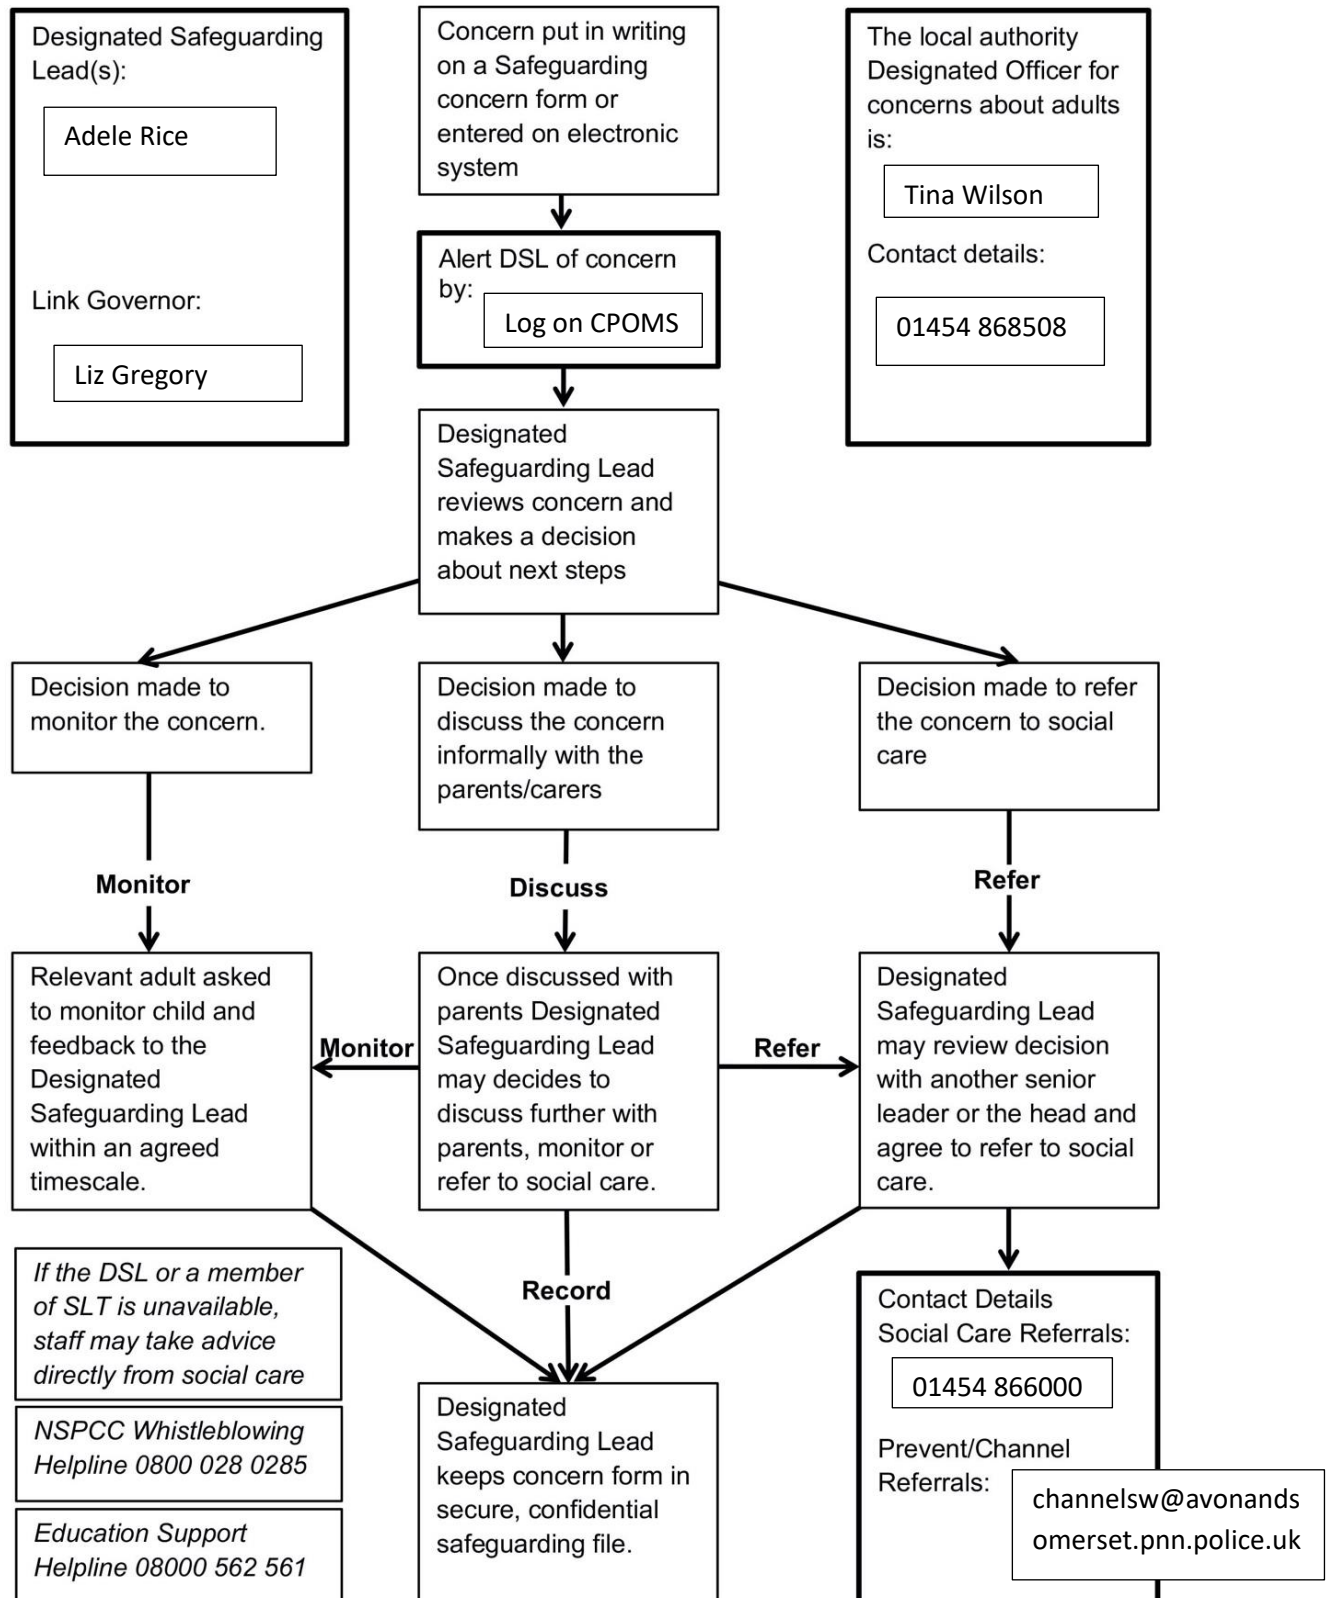 Designated Safeguarding
Lead(s):
Adele Rice
Link Governor:
Liz Gregory
Concern put in writing
on a Safeguarding
concern form or
entered on electronic
system
The local authority
Designated Officer for
concerns about adults
is:
Tina Wilson
Contact details:
01454 868508
Alert DSL of concern
by:
Log on CPOMS
Designated
Safeguarding Lead
reviews concern and
makes a decision
about next steps
Decision made to
monitor the concern.
Decision made to
discuss the concern
informally with the
parents/carers
Decision made to refer
the concern to social
care
Monitor
Discuss
Refer
Relevant adult asked
to monitor child and
feedback to the
Designated
Safeguarding Lead
within an agreed
timescale.
Monitor
Once discussed with
parents Designated
Safeguarding Lead
may decides to
discuss further with
parents, monitor or
refer to social care.
Refer
Designated
Safeguarding Lead
may review decision
with another senior
leader or the head and
agree to refer to social
care.
If the DSL or a member
of SLT is unavailable,
staff may take advice
directly from social care
NSPCC Whistleblowing
Helpline 0800 028 0285
Education Support
Helpline 08000 562 561
Record
Designated
Safeguarding Lead
keeps concern form in
secure, confidential
safeguarding file.
Contact Details
Social Care Referrals:
01454 866000
Prevent/Channel
Referrals:
channelsw@avonands
omerset.pnn.police.uk